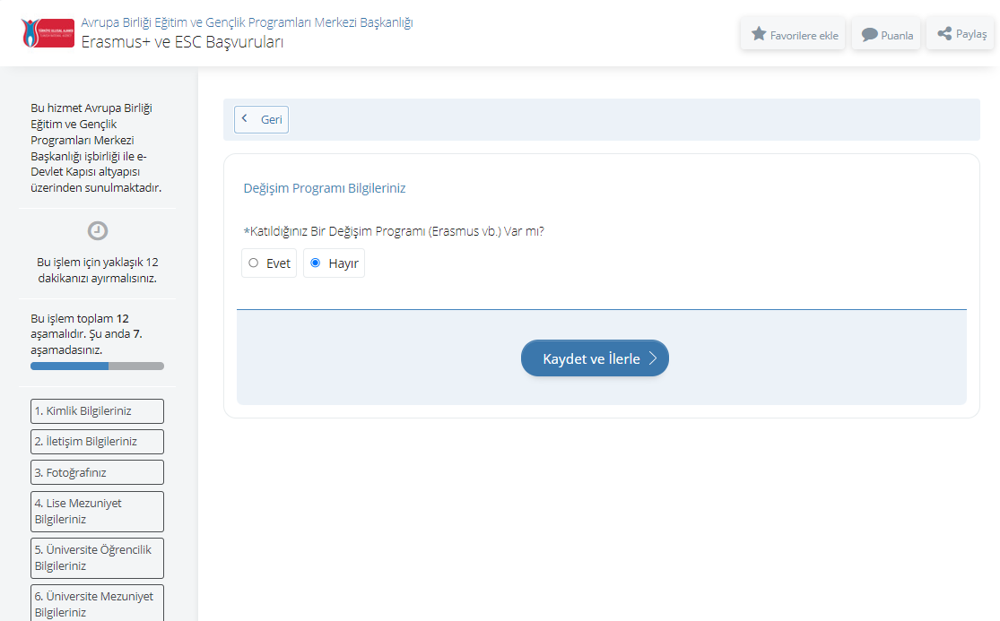 Avrupa Birliği Eğitim ve Gençlik Programları Merkezi Başkanlığı
Erasmus+ ve ESC Başvuruları
Favorilere ekle
Puanla
Paylaş
Bu hizmet Avrupa Birliği
Eğitim ve Gençlik
Programları Merkezi
Başkanlığı işbirliği ile e-
Devlet Kapısı altyapısı
üzerinden sunulmaktadır.
Bu işlem için yaklaşık 12
dakikanızı ayırmalısınız.
Bu işlem toplam 12
aşamalıdır. Şu anda 7.
aşamadasınız.
1. Kimlik Bilgileriniz
2. İletişim Bilgileriniz
3. Fotoğrafınız
4. Lise Mezuniyet
Bilgileriniz
5. Üniversite Öğrencilik
Bilgileriniz
6. Üniversite Mezuniyet
Bilgileriniz
Geri
Değişim Programı Bilgileriniz
*Katıldığınız Bir Değişim Programı (Erasmus vb.) Var mı?
Evet
Hayır
Kaydet ve İlerle